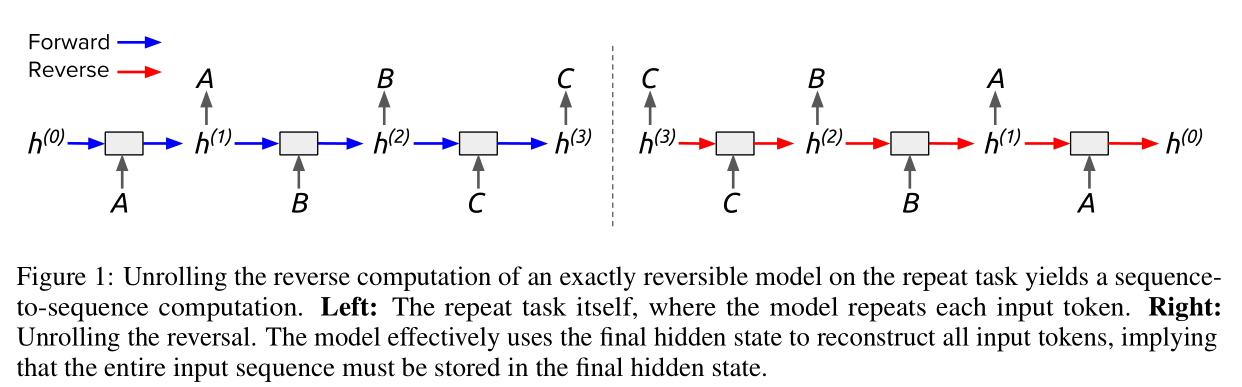 Forward
Reverse
A B C C B A
h(0) h(1) h(2) h(3) h(3) h(2) h(1) h(0)
A B C C B A
Figure 1: Unrolling the reverse computation of an exactly reversible model on the repeat task yields a sequence-
to-sequence computation. Left: The repeat task itself, where the model repeats each input token. Right:
Unrolling the reversal. The model effectively uses the final hidden state to reconstruct all input tokens, implying
that the entire input sequence must be stored in the final hidden state.